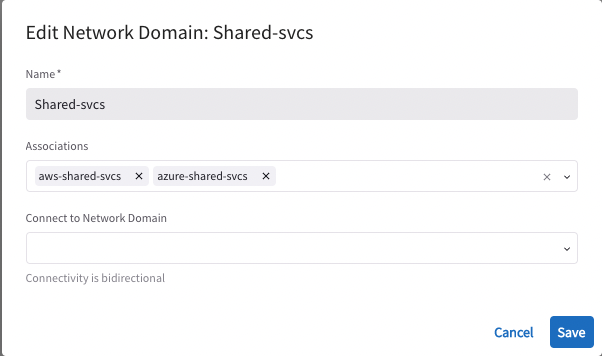 Edit Network Domain: Shared-svcs
Name*
Shared-svcs
Associations
aws-shared-svcs
azure-shared-svcs
Connect to Network Domain
Connectivity is bidirectional
Cancel
Save